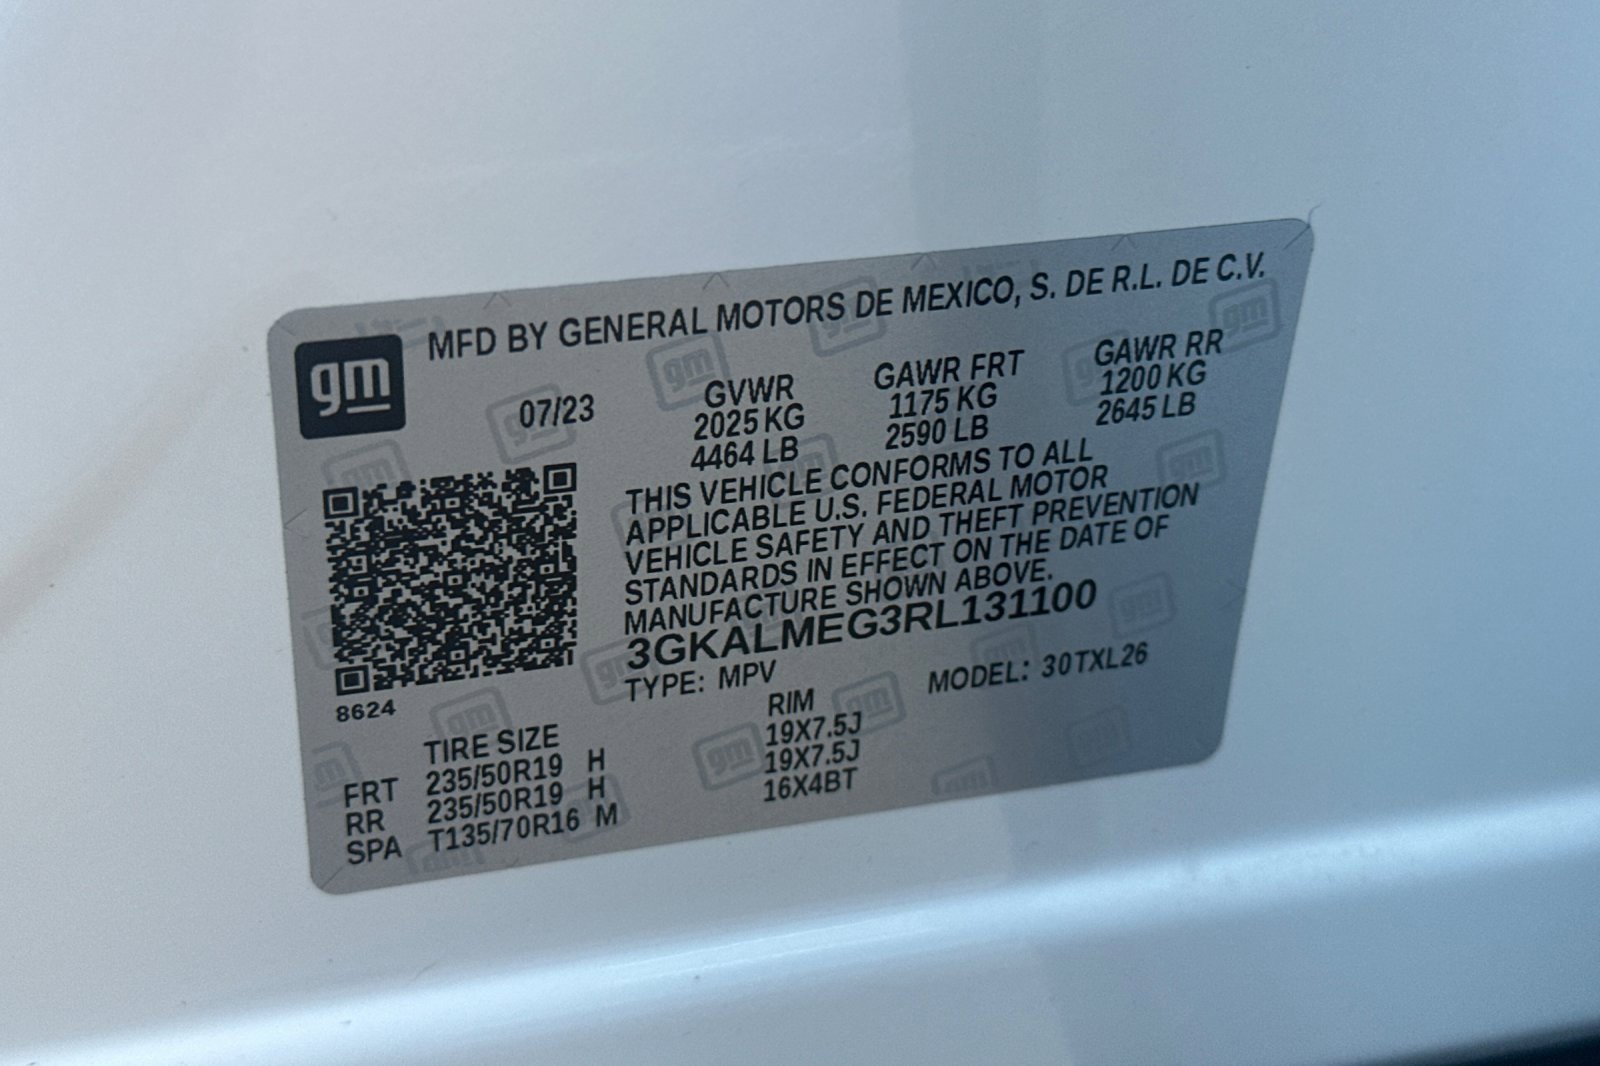 MFD BY GENERAL MOTORS DE MEXICO, S. DE R.L. DE C.V.
gm
07/23
GVWR
2025 KG
4464 LB
GAWR FRT
1175 KG
2590 LB
GAWR RR
1200 KG
2645 LB
THIS VEHICLE CONFORMS TO ALL
APPLICABLE U.S. FEDERAL MOTOR
VEHICLE SAFETY AND THEFT PREVENTION
STANDARDS IN EFFECT ON THE DATE OF
MANUFACTURE SHOWN ABOVE.
3GKALMEG3RL131100
TYPE: MPV MODEL: 30TXL26
8624
TIRE SIZE RIM
FRT 235/50R19 H 19X7.5J
RR 235/50R19 H 19X7.5J
SPA T135/70R16 M 16X4BT